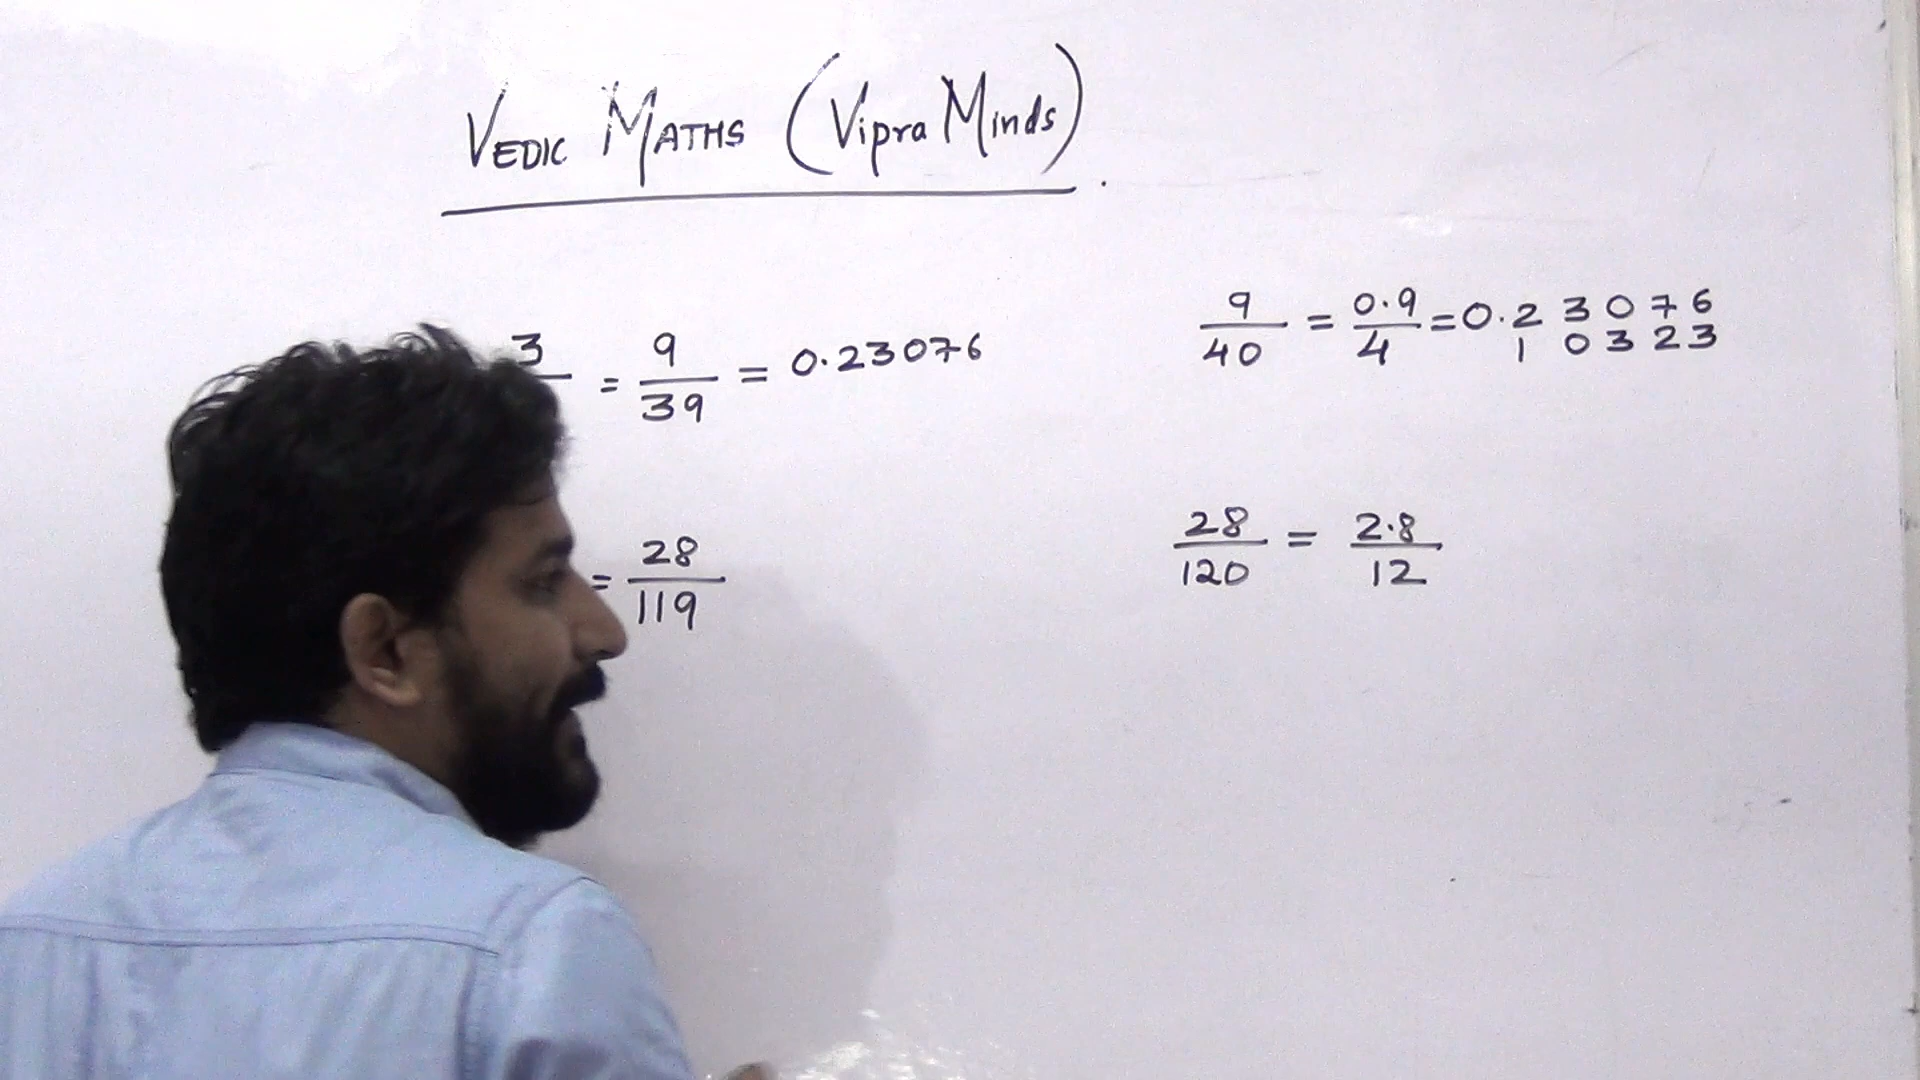 VEDIC MATHS (Vipra Minds).
3/ = 9/39 = 0.23076
9/40 = 0.9/4 = 0.2 3 0 7 6
1 0 3 2 3
= 28/119
28/120 = 2.8/12